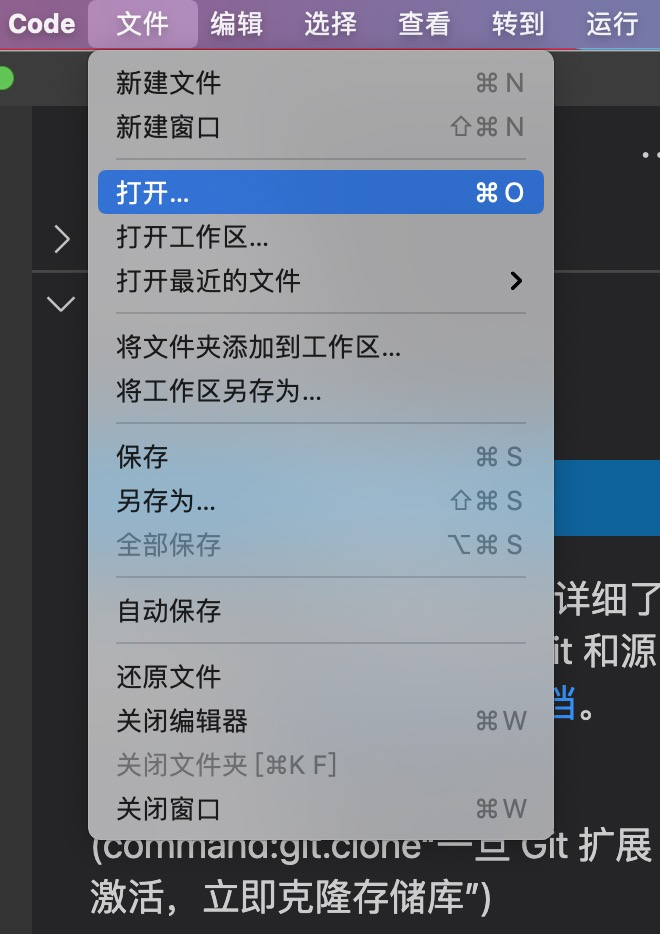 Code 文件 编辑 选择 查看 转到 运行
新建文件 ⌘ N
新建窗口 ⇧⌘ N
打开... ⌘ O
打开工作区...
打开最近的文件
将文件夹添加到工作区...
将工作区另存为...
保存 ⌘ S
另存为... ⇧⌘ S
全部保存 ⌥⌘ S
自动保存
详细了
还原文件
it 和源
关闭编辑器 ⌘ W
当。
关闭文件夹 [⌘K F]
关闭窗口 ⌘ W
(command:git.clone"一旦 Git 扩展
激活，立即克隆存储库")